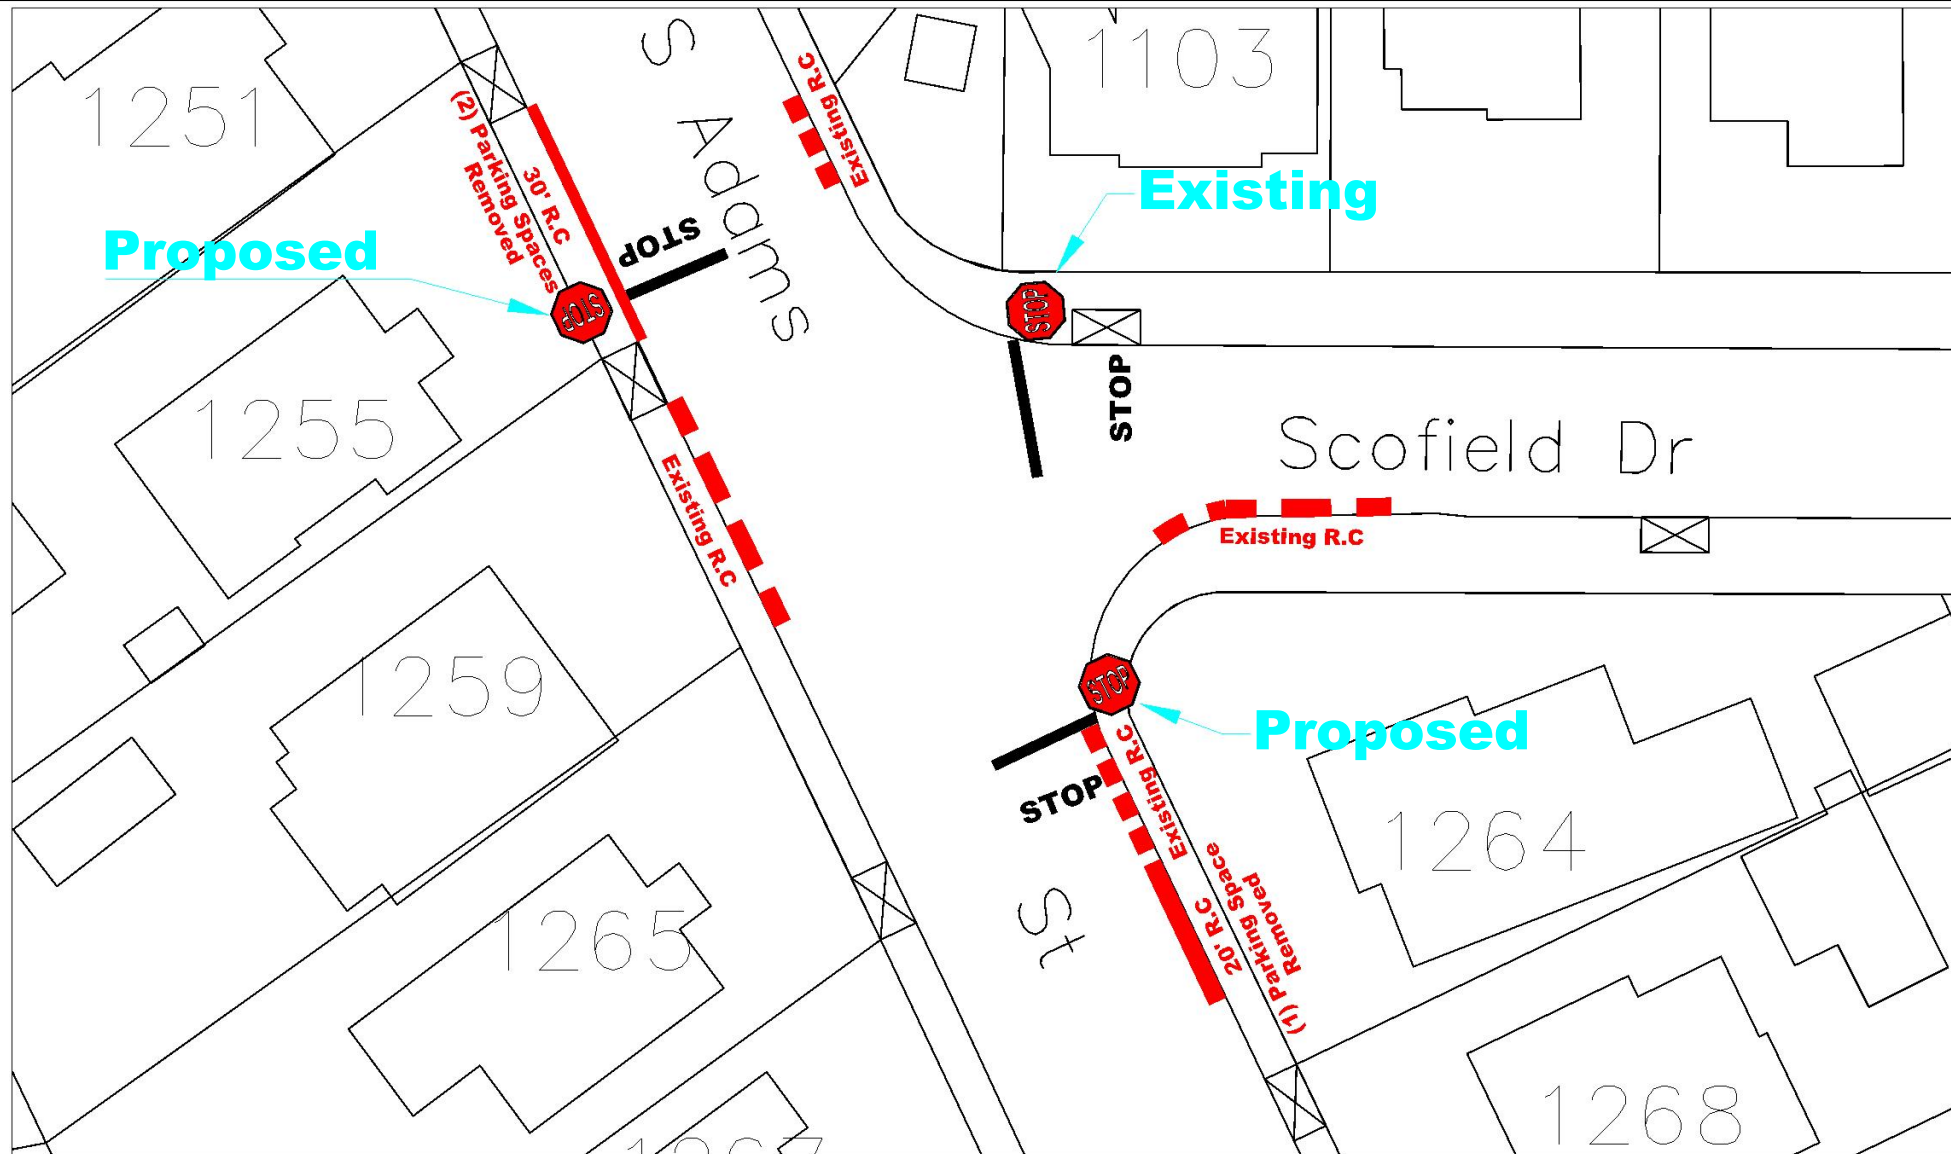 S Adams
St
Scofield Dr
1251
1103
1255
1259
1265
1264
1268
Existing R.C
(2) Parking Spaces
Removed
30' R.C
STOP
Proposed
STOP
Existing
STOP
STOP
Existing R.C
Existing R.C
STOP
Proposed
STOP
Existing R.C
20' R.C
(1) Parking Space
Removed